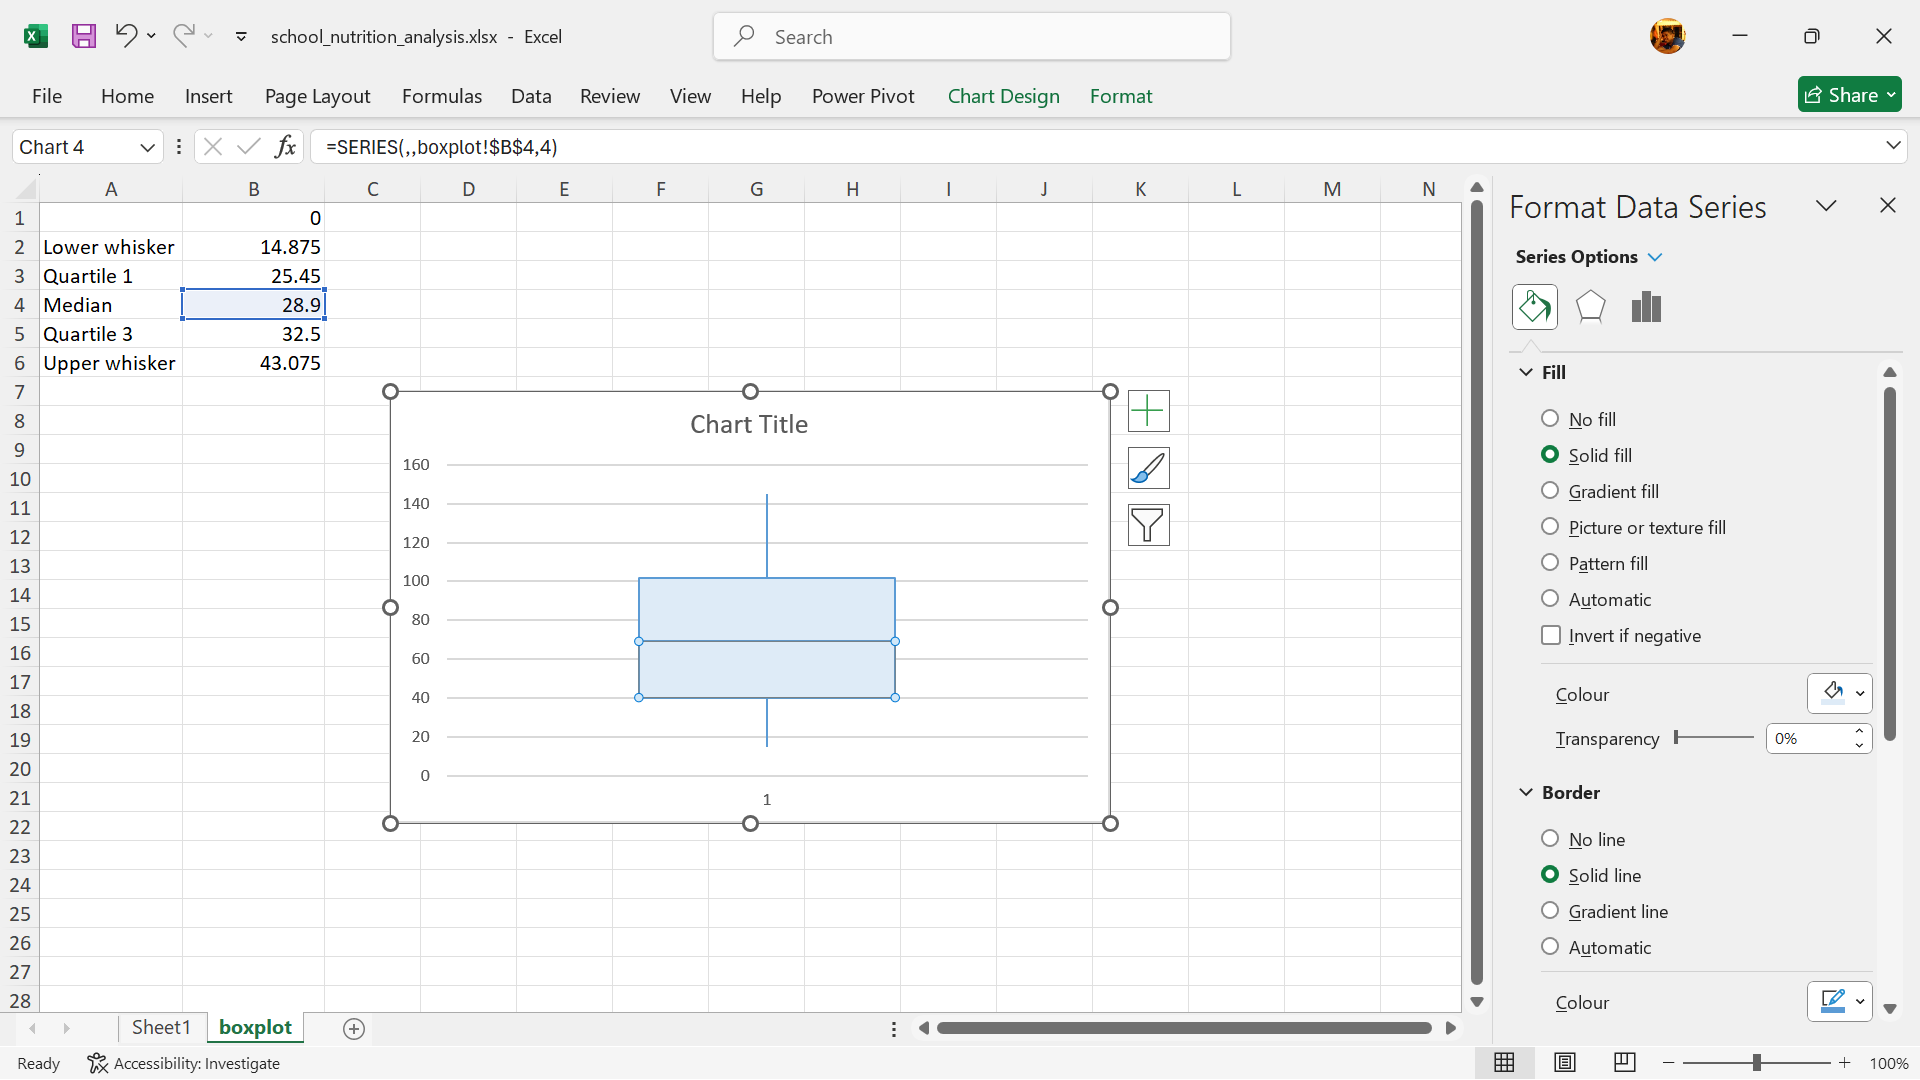 school_nutrition_analysis.xlsx - Excel
Search
File Home Insert Page Layout Formulas Data Review View Help Power Pivot Chart Design Format
Share
Chart 4
fx
=SERIES(,,boxplot!$B$4,4)
A B C D E F G H I J K L M N
1 0
2 Lower whisker 14.875
3 Quartile 1 25.45
4 Median 28.9
5 Quartile 3 32.5
6 Upper whisker 43.075
7
8
9
10
11
12
13
14
15
16
17
18
19
20
21
22
23
24
25
26
27
28
Chart Title
160
140
120
100
80
60
40
20
0
1
Format Data Series
Series Options
Fill
No fill
Solid fill
Gradient fill
Picture or texture fill
Pattern fill
Automatic
Invert if negative
Colour
Transparency 0%
Border
No line
Solid line
Gradient line
Automatic
Colour
Sheet1 boxplot
Ready
Accessibility: Investigate
100%